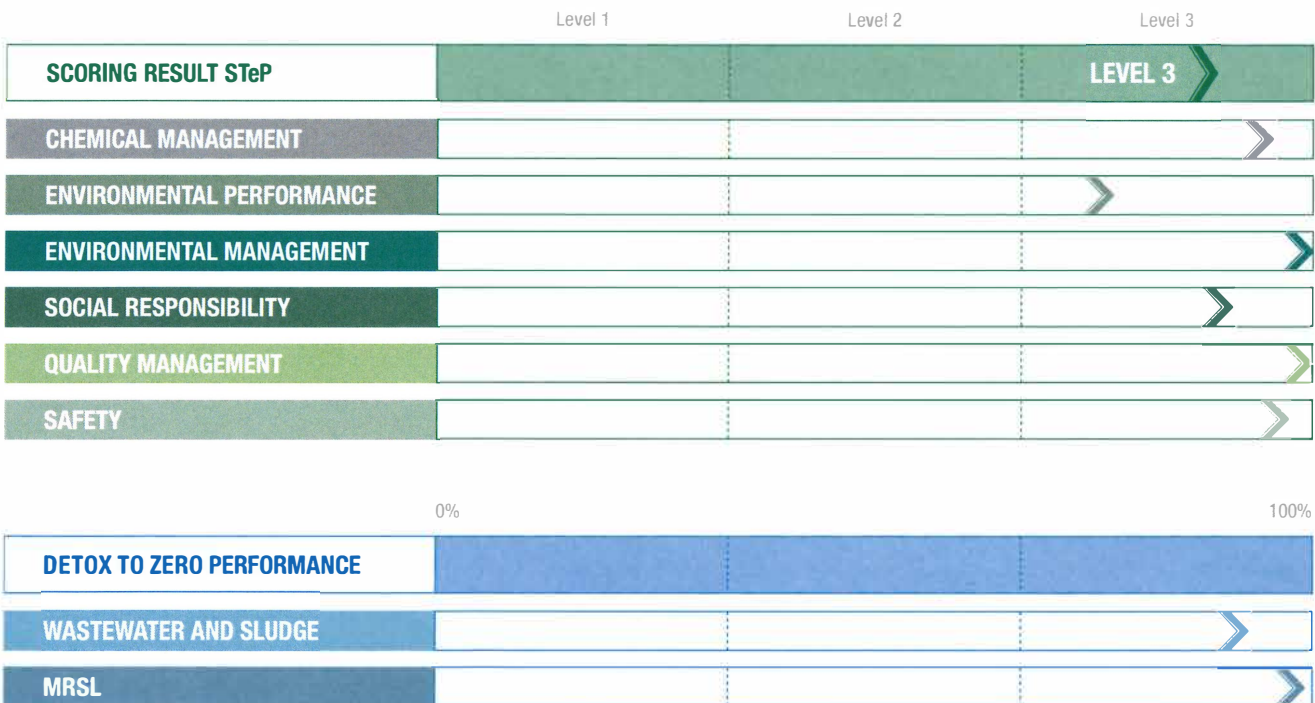 Level 1 Level 2 Level 3
SCORING RESULT STeP LEVEL 3
CHEMICAL MANAGEMENT
ENVIRONMENTAL PERFORMANCE
ENVIRONMENTAL MANAGEMENT
SOCIAL RESPONSIBILITY
QUALITY MANAGEMENT
SAFETY
0% 100%
DETOX TO ZERO PERFORMANCE
WASTEWATER AND SLUDGE
MRSL